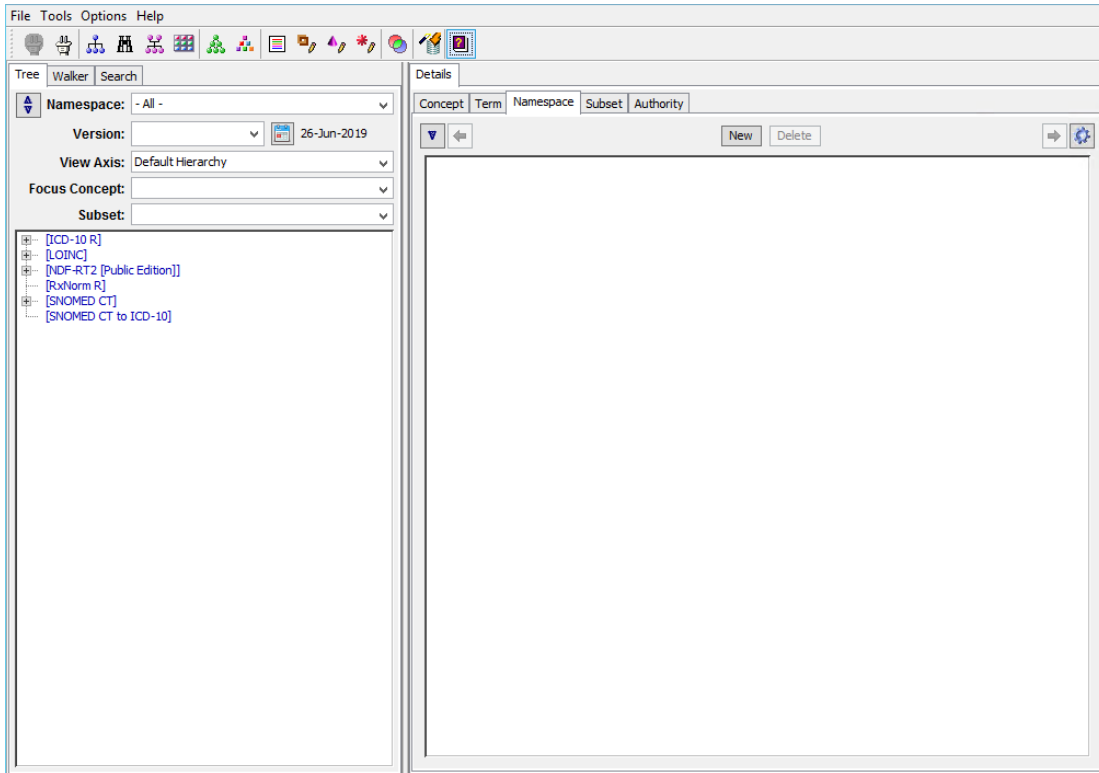 File Tools Options Help
Tree Walker Search
Namespace: - All -
Version: 26-Jun-2019
View Axis: Default Hierarchy
Focus Concept:
Subset:
[ICD-10 R]
[LOINC]
[NDF-RT2 [Public Edition]]
[RxNorm R]
[SNOMED CT]
[SNOMED CT to ICD-10]
Details
Concept Term Namespace Subset Authority
New Delete